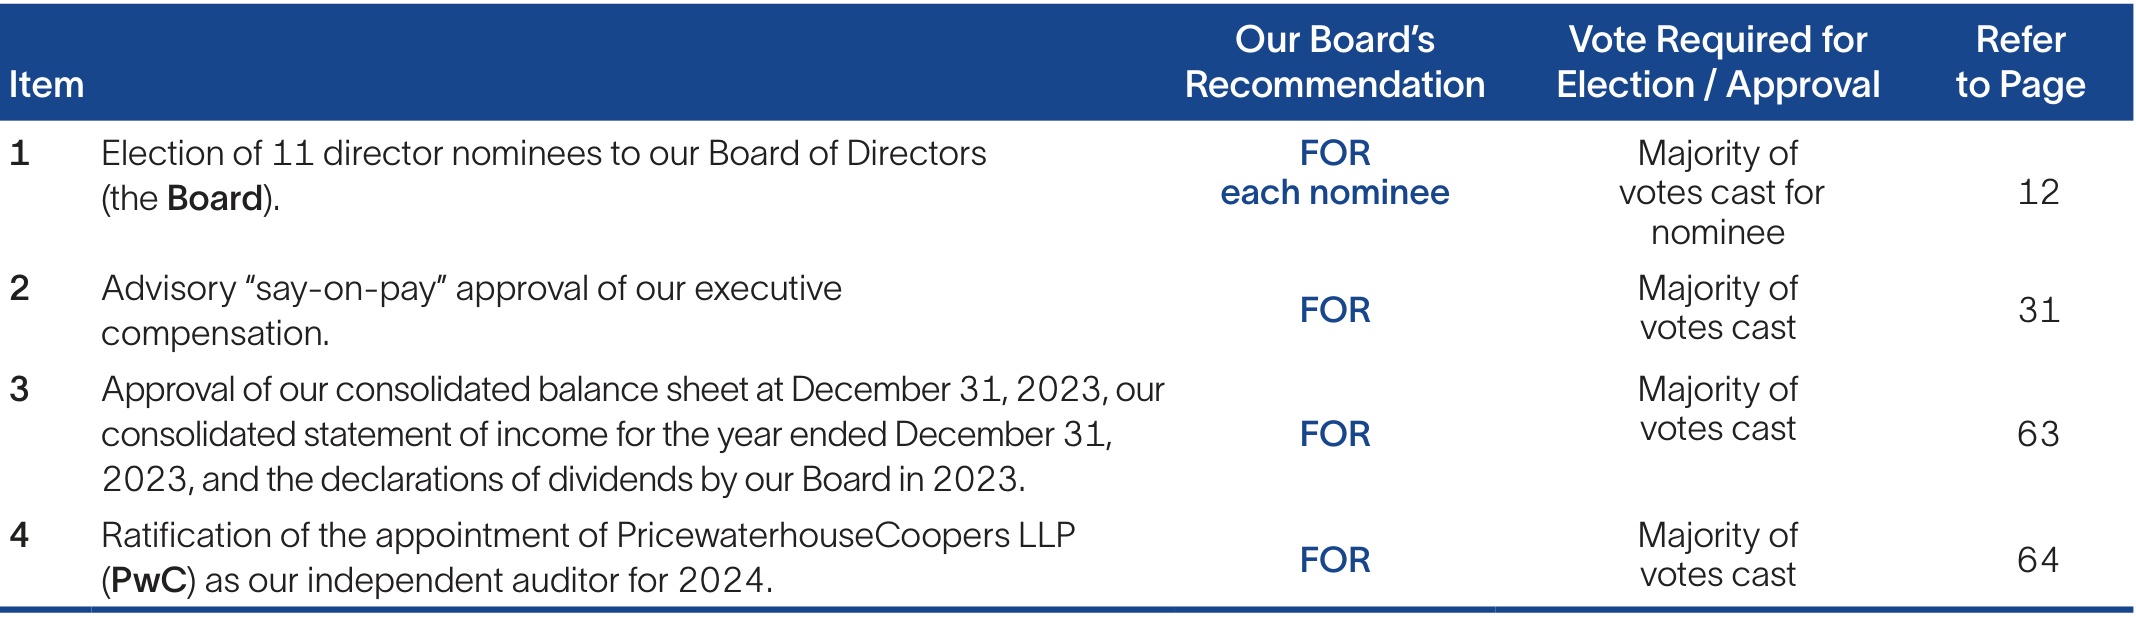 Item
Our Board’s
Recommendation
Vote Required for
Election / Approval
Refer
to Page
1
Election of 11 director nominees to our Board of Directors
(the Board).
FOR
each nominee
Majority of
votes cast for
nominee
12
2
Advisory “say-on-pay” approval of our executive
compensation.
FOR
Majority of
votes cast
31
3
Approval of our consolidated balance sheet at December 31, 2023, our
consolidated statement of income for the year ended December 31,
2023, and the declarations of dividends by our Board in 2023.
FOR
Majority of
votes cast
63
4
Ratification of the appointment of PricewaterhouseCoopers LLP
(PwC) as our independent auditor for 2024.
FOR
Majority of
votes cast
64